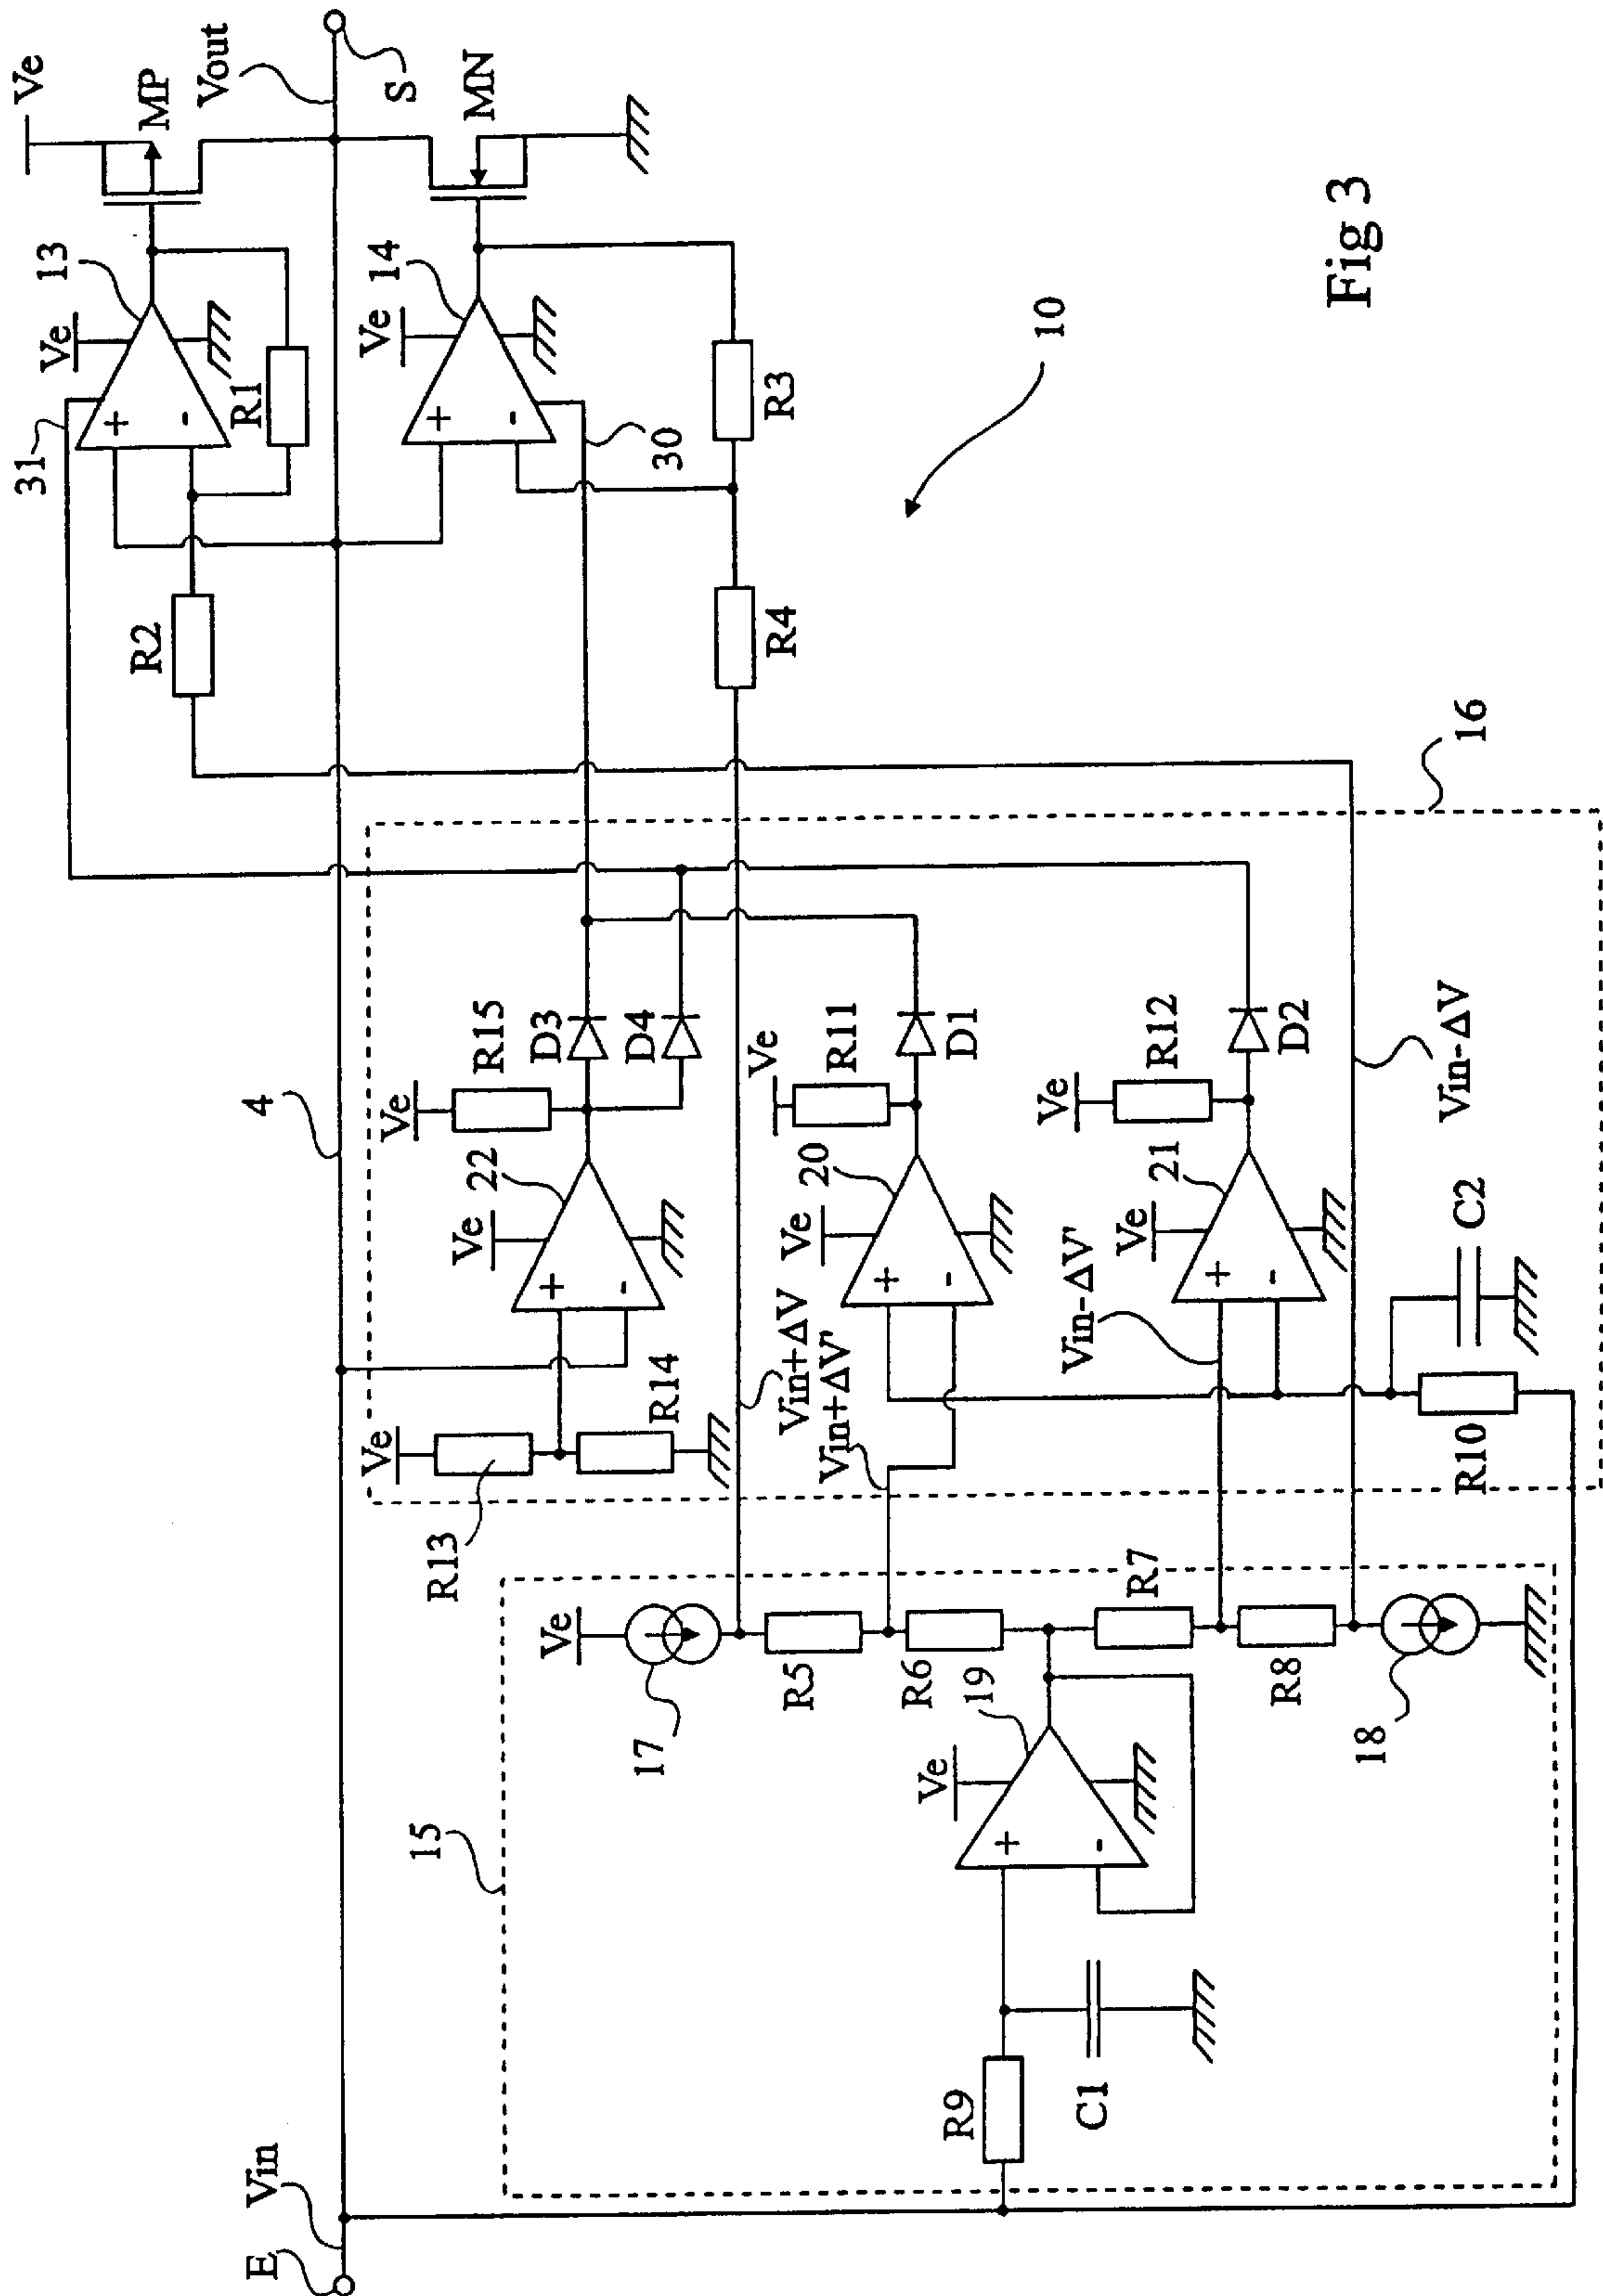 E
Vin
4
31
Ve
13
Ve
MP
Vout
S
+
-
R1
R2
Ve
14
MN
+
-
30
R3
R4
10
Fig 3
16
Ve
R13
R14
Ve
22
+
-
Ve
R15
D3
D4
Vin+ΔV
Vin+ΔV'
Ve
20
+
-
Ve
R11
D1
Vin-ΔV'
Ve
21
+
-
Ve
R12
D2
Vin-ΔV
C2
R10
15
Ve
17
R5
R6
R7
R8
18
Ve
19
+
-
R9
C1